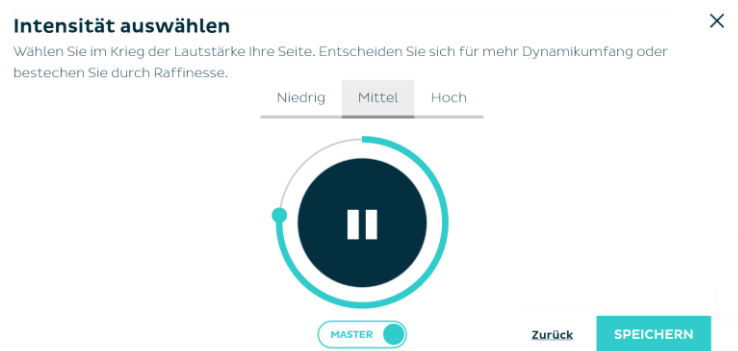 Intensität auswählen
Wählen Sie im Krieg der Lautstärke Ihre Seite. Entscheiden Sie sich für mehr Dynamikumfang oder
bestechen Sie durch Raffinesse.
Niedrig Mittel Hoch
MASTER
Zurück SPEICHERN